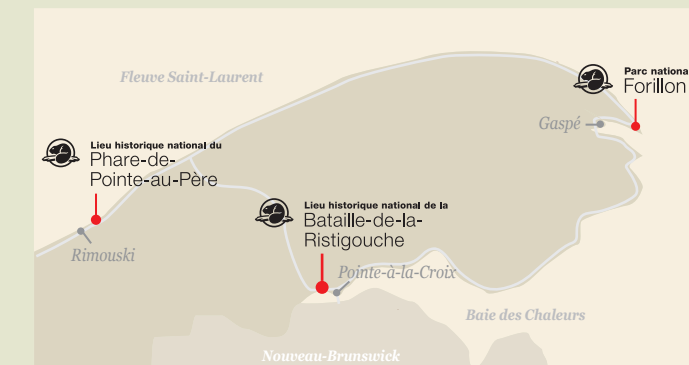 Fleuve Saint-Laurent
Parc nationa
Forillon
Gaspé
Lieu historique national du
Phare-de-
Pointe-au-Père
Lieu historique national de la
Bataille-de-la-
Ristigouche
Rimouski
Pointe-à-la-Croix
Baie des Chaleurs
Nouveau-Brunswick